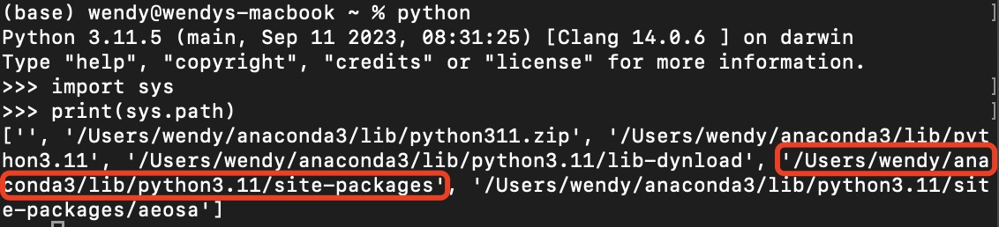 (base) wendy@wendys-macbook ~ % python
Python 3.11.5 (main, Sep 11 2023, 08:31:25) [Clang 14.0.6 ] on darwin
Type "help", "copyright", "credits" or "license" for more information.
>>> import sys
>>> print(sys.path)
['', '/Users/wendy/anaconda3/lib/python311.zip', '/Users/wendy/anaconda3/lib/pyt
hon3.11', '/Users/wendy/anaconda3/lib/python3.11/lib-dynload', '/Users/wendy/ana
conda3/lib/python3.11/site-packages', '/Users/wendy/anaconda3/lib/python3.11/sit
e-packages/aeosa']